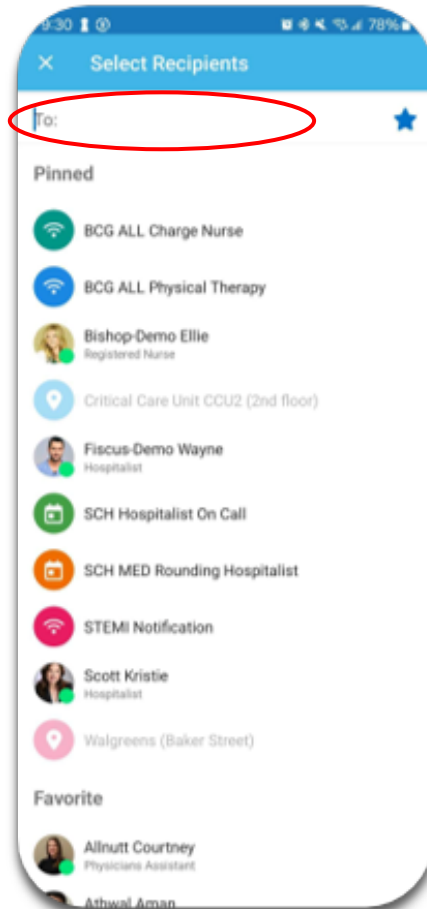 9:30
78%
Select Recipients
To:
Pinned
BCG ALL Charge Nurse
BCG ALL Physical Therapy
Bishop-Demo Ellie
Registered Nurse
Critical Care Unit CCU2 (2nd floor)
Fiscus-Demo Wayne
Hospitalist
SCH Hospitalist On Call
SCH MED Rounding Hospitalist
STEMI Notification
Scott Kristie
Hospitalist
Walgreens (Baker Street)
Favorite
Allnutt Courtney
Physicians Assistant
Athwal Aman